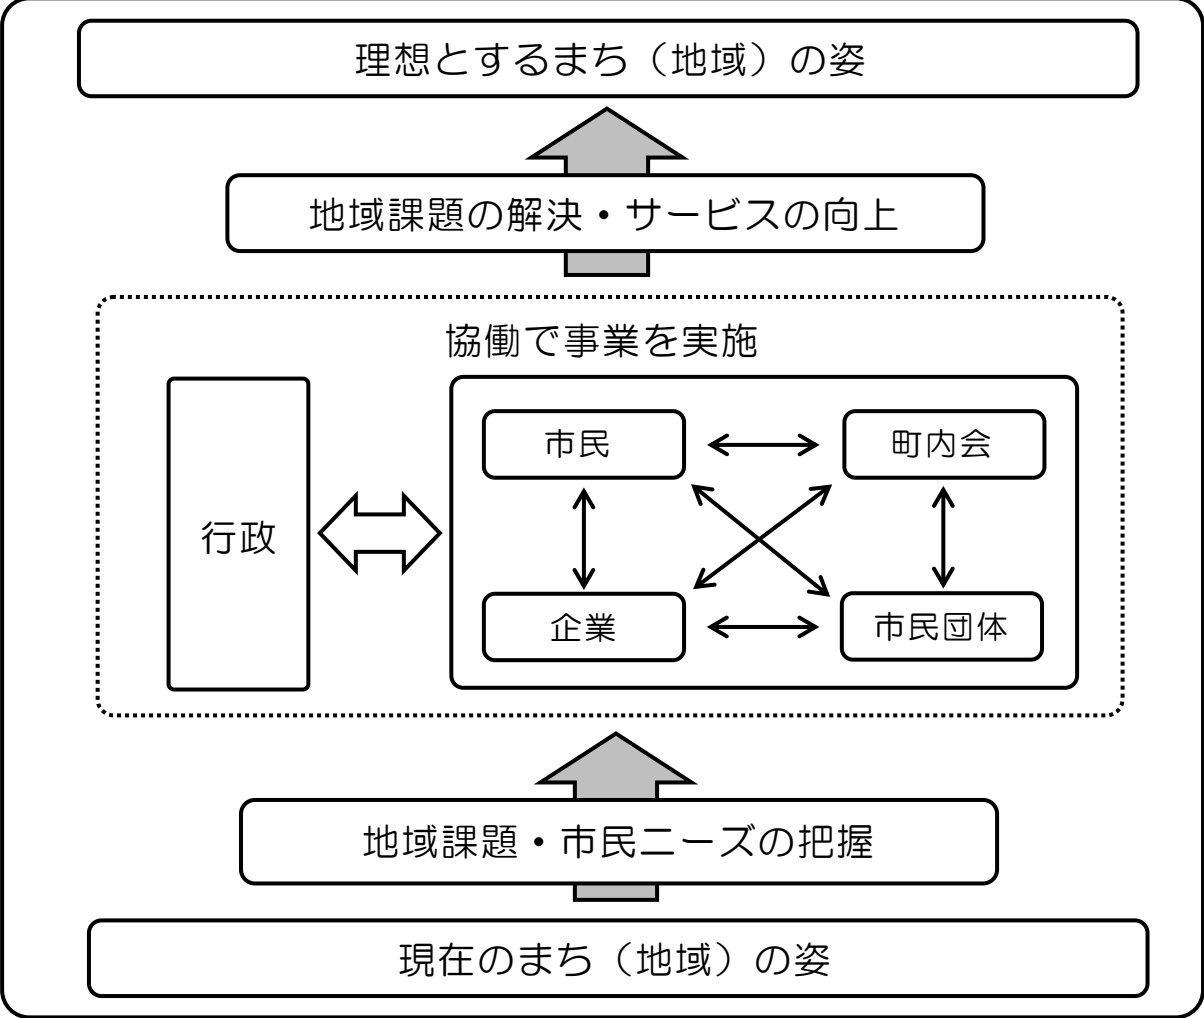 理想とするまち（地域）の姿
地域課題の解決・サービスの向上
協働で事業を実施
行政
市民
町内会
企業
市民団体
地域課題・市民ニーズの把握
現在のまち（地域）の姿